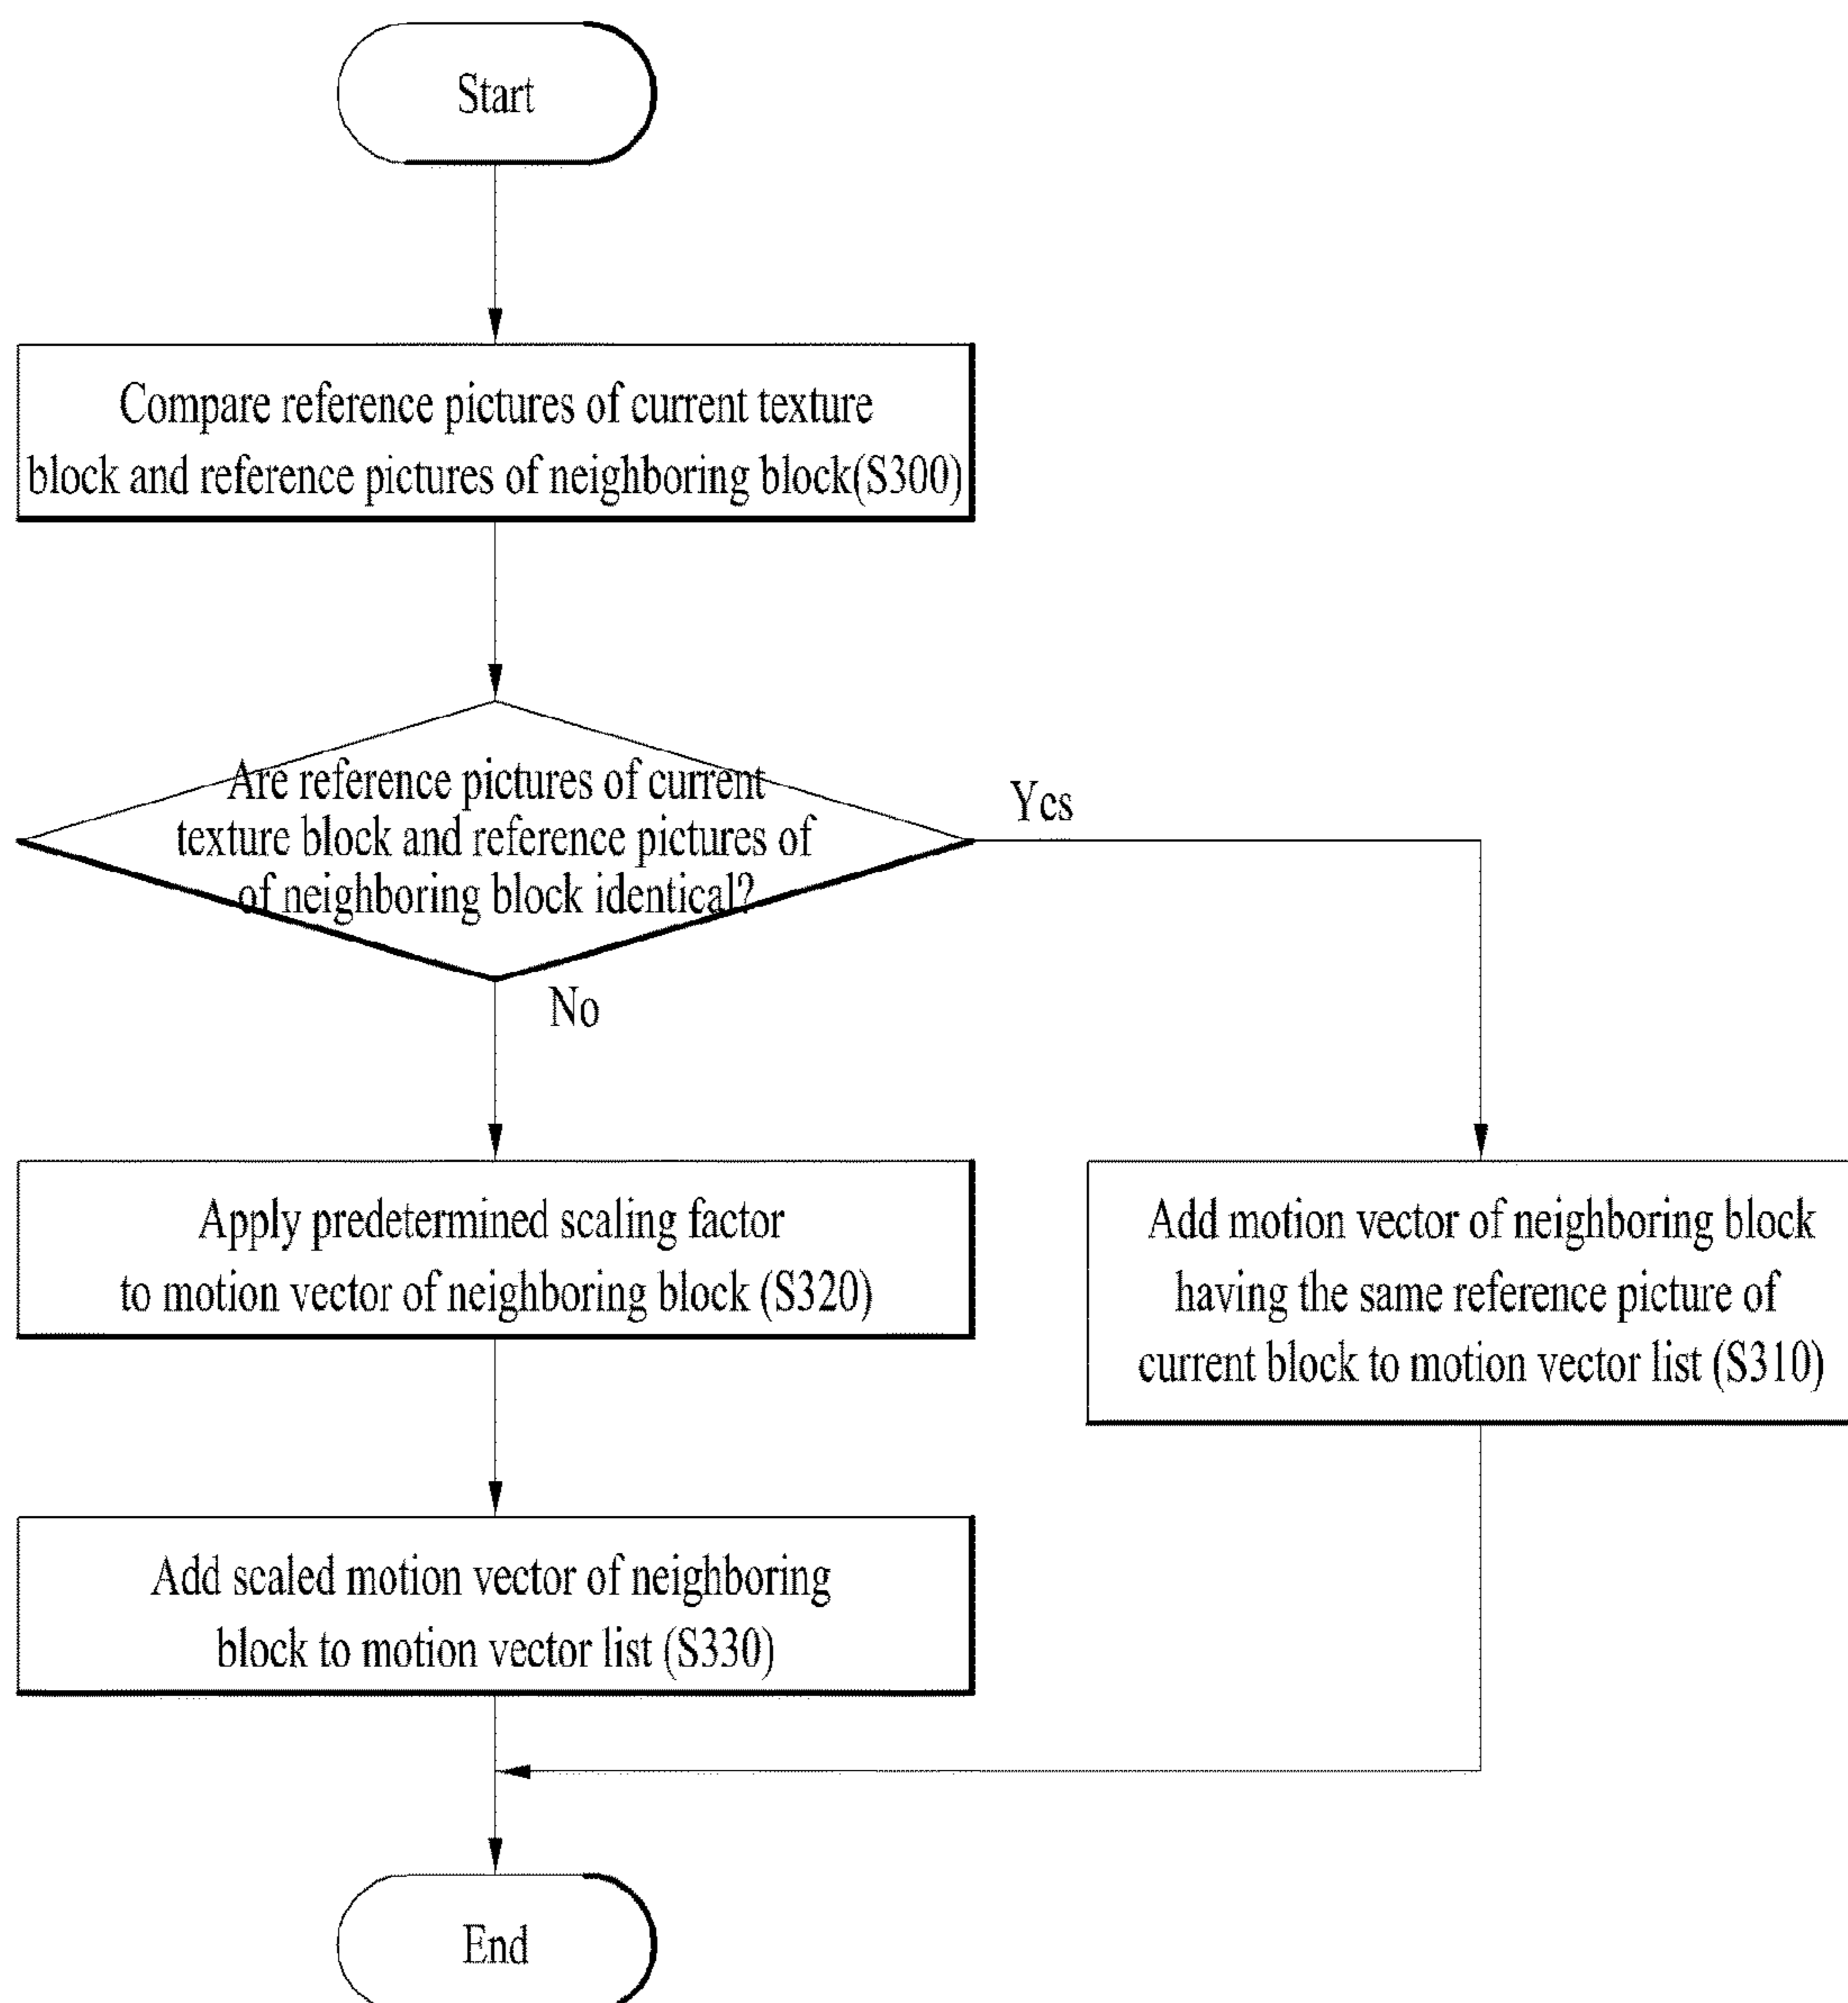 Start
Compare reference pictures of current texture
block and reference pictures of neighboring block(S300)
Are reference pictures of current
texture block and reference pictures of
of neighboring block identical?
Yes
No
Apply predetermined scaling factor
to motion vector of neighboring block (S320)
Add motion vector of neighboring block
having the same reference picture of
current block to motion vector list (S310)
Add scaled motion vector of neighboring
block to motion vector list (S330)
End